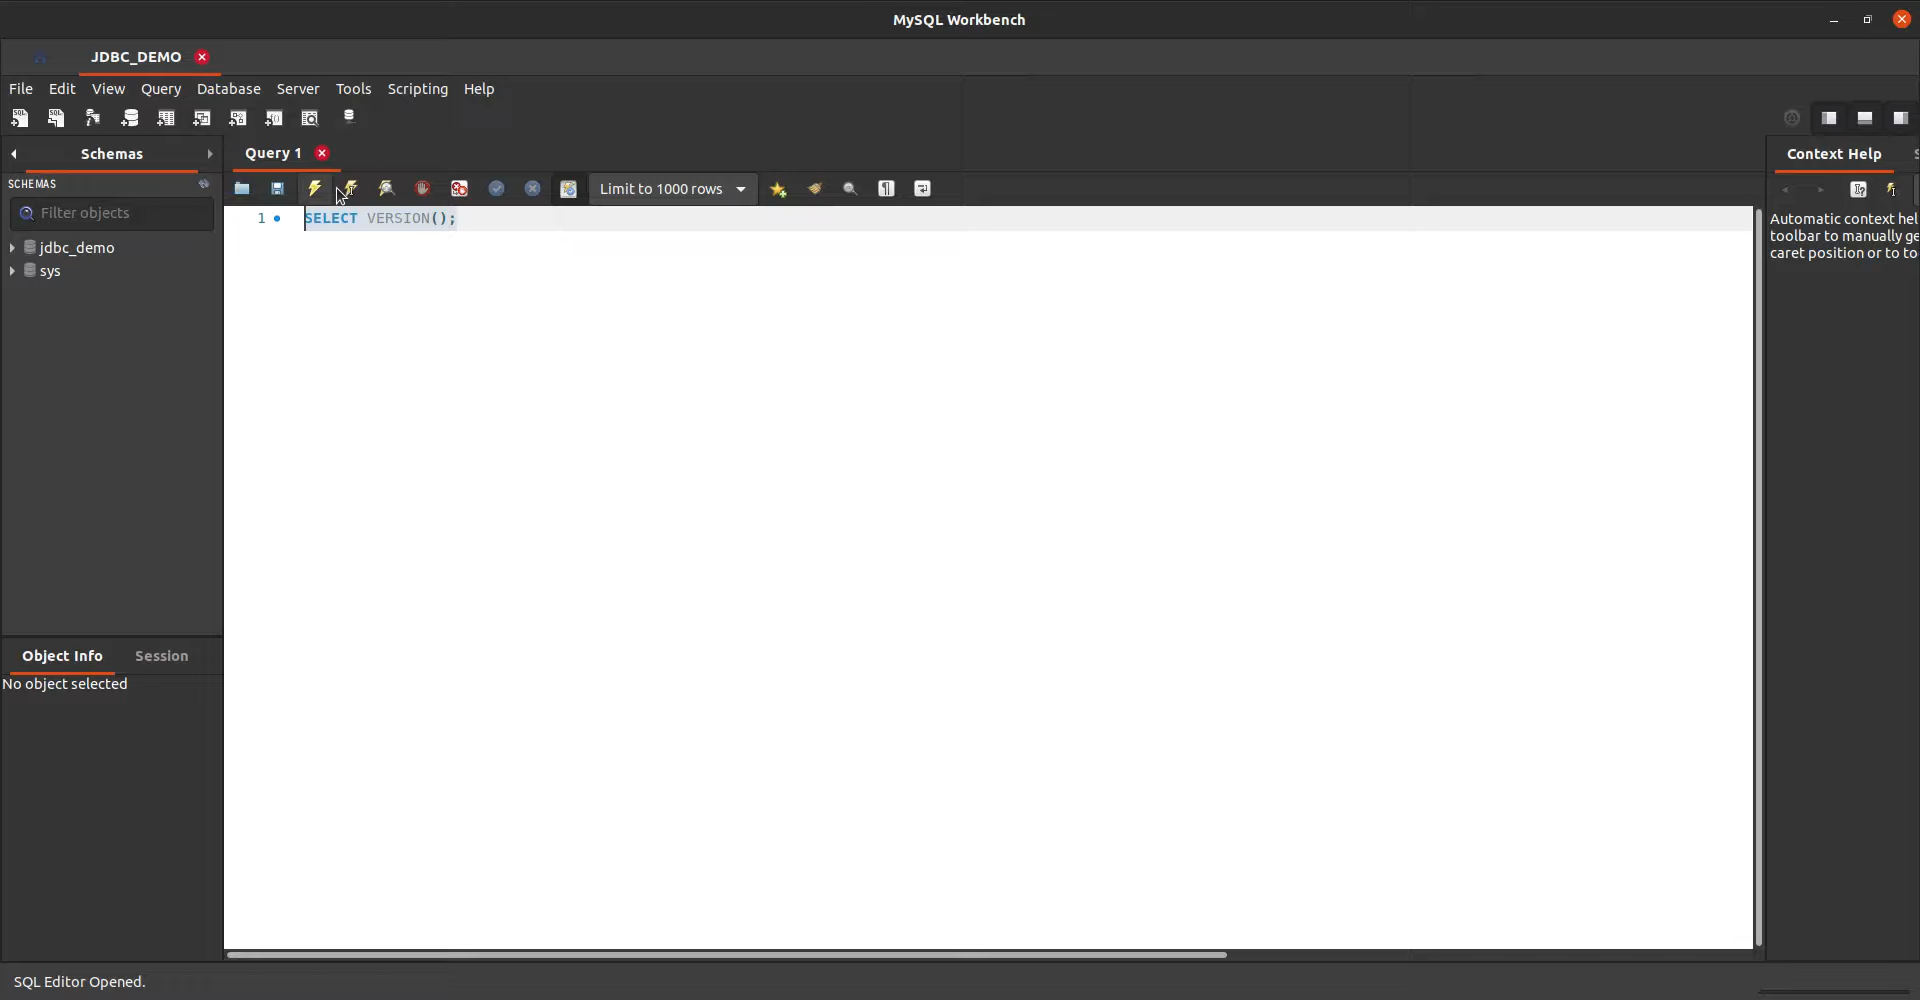 MySQL Workbench
JDBC_DEMO
File Edit View Query Database Server Tools Scripting Help
Schemas
Query 1
Context Help
SCHEMAS
Limit to 1000 rows
Filter objects
1 SELECT VERSION();
jdbc_demo
sys
Automatic context hel
toolbar to manually ge
caret position or to to
Object Info Session
No object selected
SQL Editor Opened.